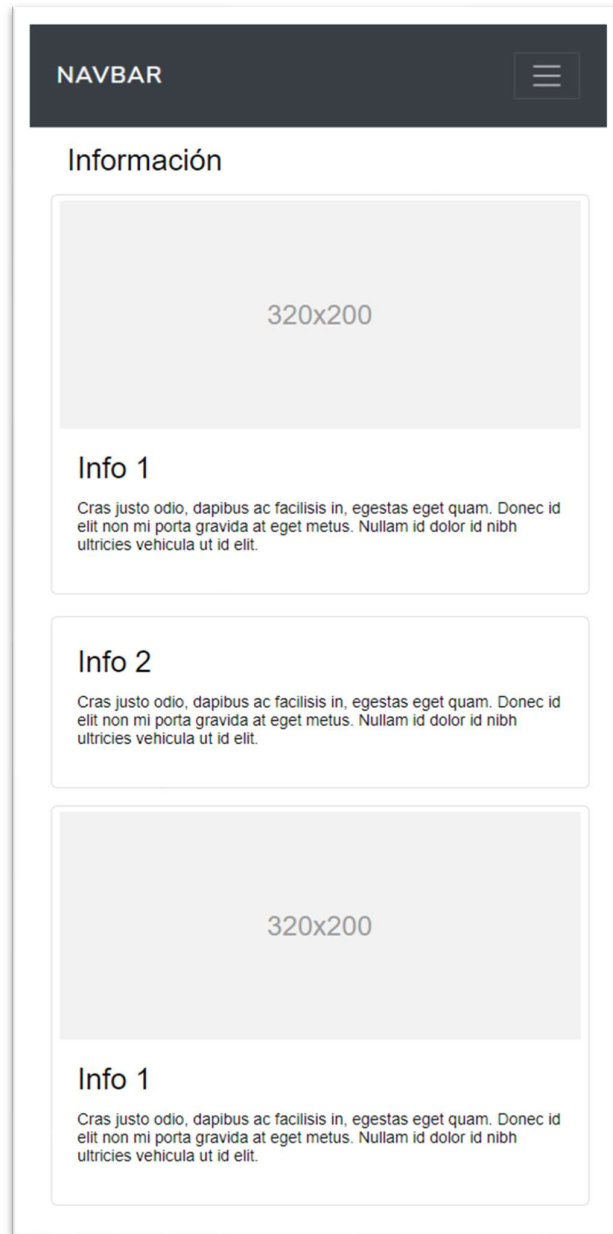 NAVBAR
Información
320x200
Info 1
Cras justo odio, dapibus ac facilisis in, egestas eget quam. Donec id
elit non mi porta gravida at eget metus. Nullam id dolor id nibh
ultricies vehicula ut id elit.
Info 2
Cras justo odio, dapibus ac facilisis in, egestas eget quam. Donec id
elit non mi porta gravida at eget metus. Nullam id dolor id nibh
ultricies vehicula ut id elit.
320x200
Info 1
Cras justo odio, dapibus ac facilisis in, egestas eget quam. Donec id
elit non mi porta gravida at eget metus. Nullam id dolor id nibh
ultricies vehicula ut id elit.